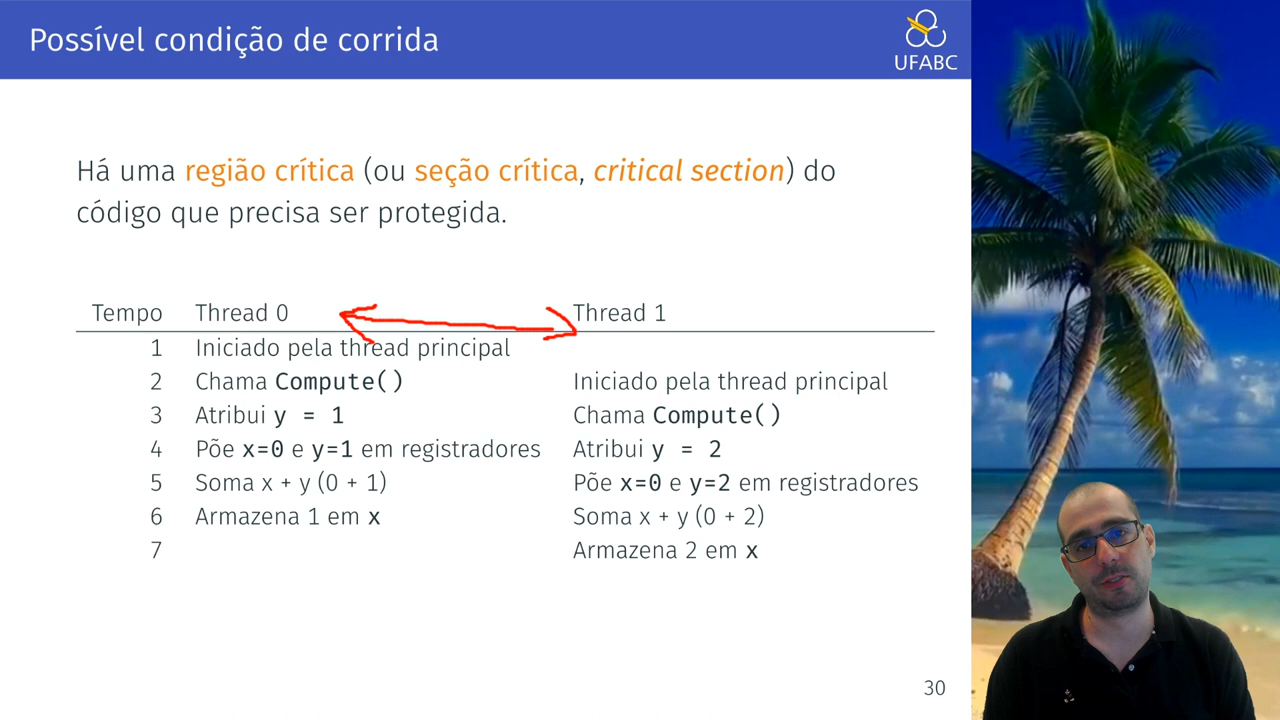 Possível condição de corrida
UFABC
Há uma região crítica (ou seção crítica, critical section) do
código que precisa ser protegida.
Tempo Thread 0 Thread 1
1 Iniciado pela thread principal
2 Chama Compute() Iniciado pela thread principal
3 Atribui y = 1 Chama Compute()
4 Põe x=0 e y=1 em registradores Atribui y = 2
5 Soma x + y (0 + 1) Põe x=0 e y=2 em registradores
6 Armazena 1 em x Soma x + y (0 + 2)
7 Armazena 2 em x
30